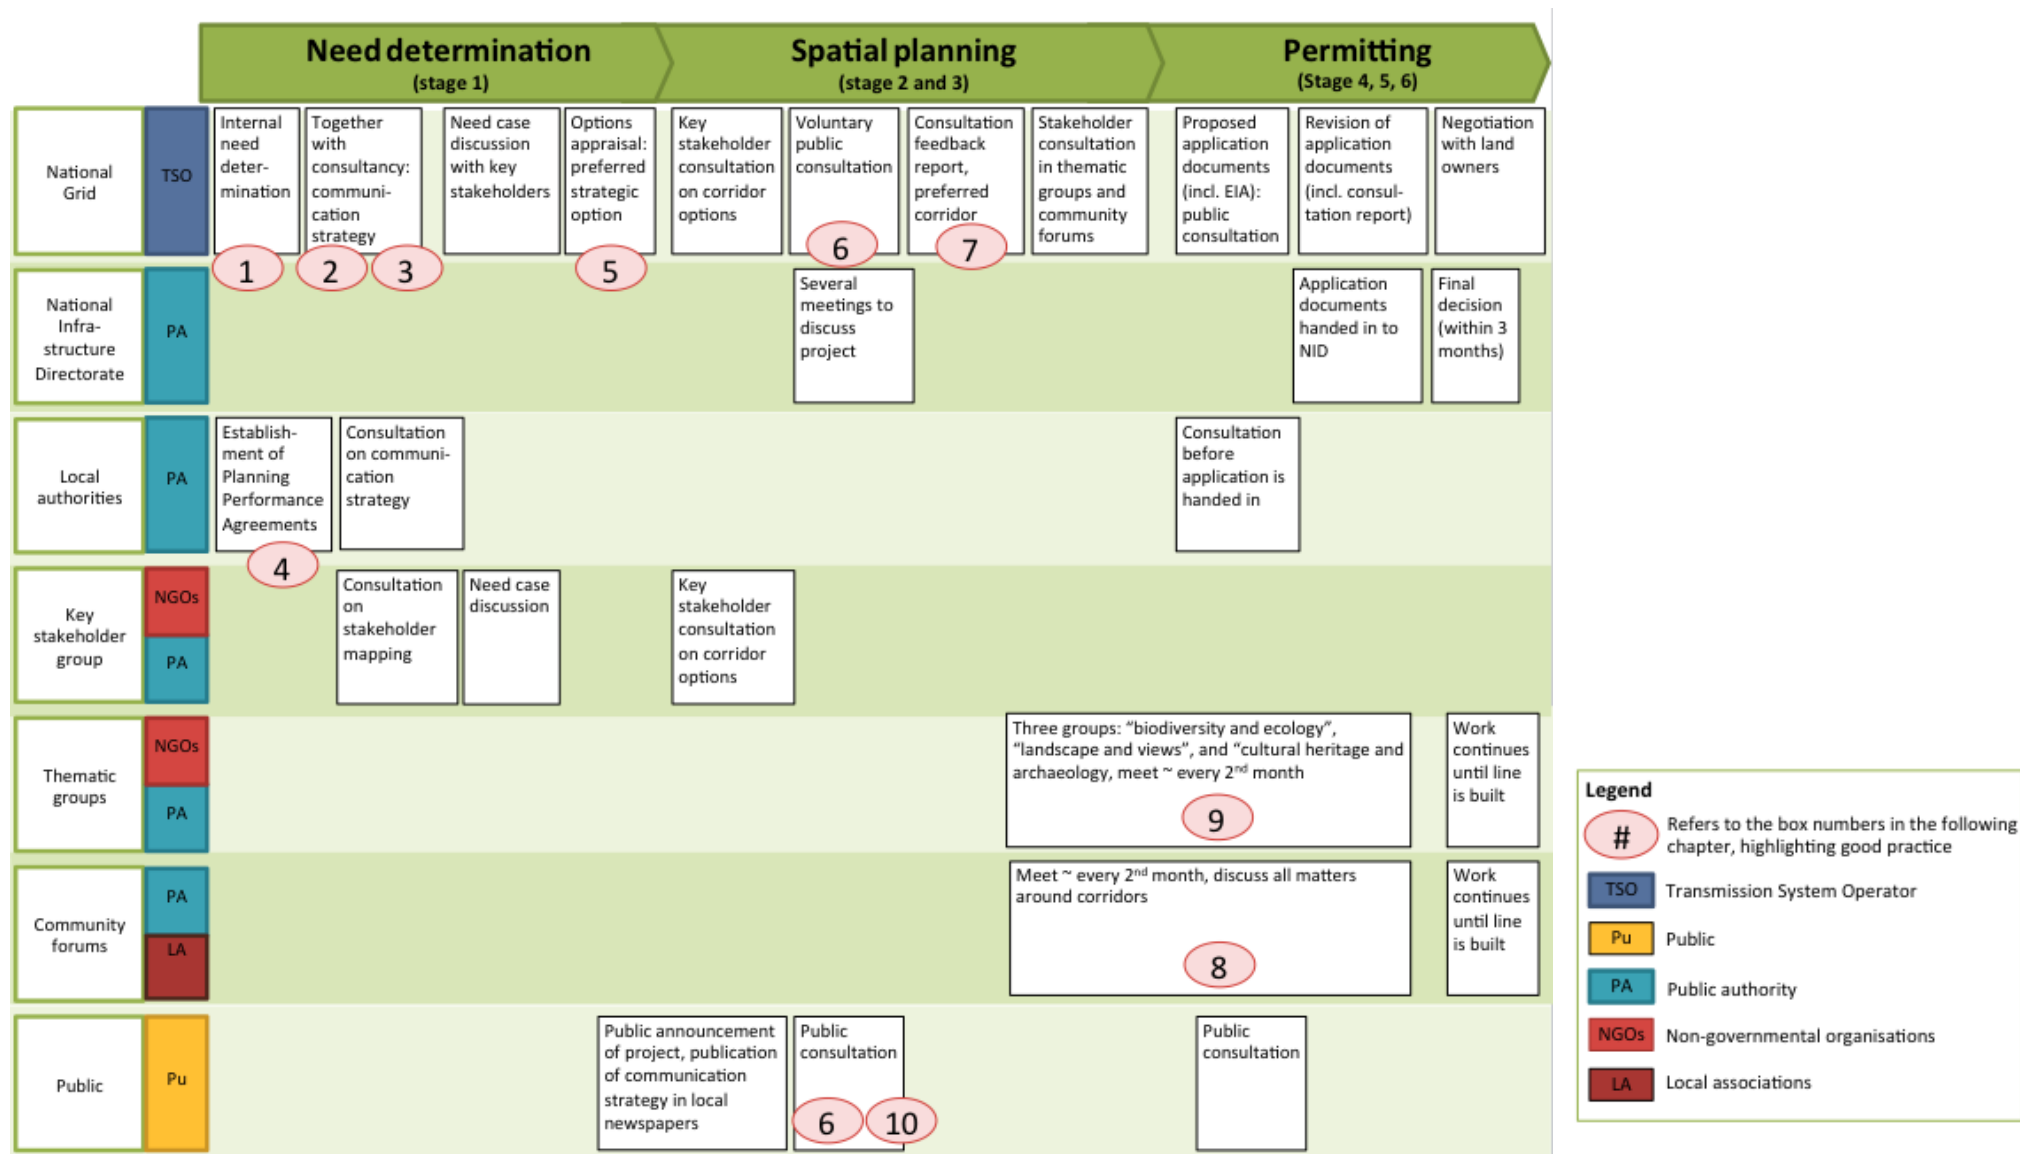 Need determination
(stage 1)
Spatial planning
(stage 2 and 3)
Permitting
(Stage 4, 5, 6)
National
Grid
TSO
Internal
need
deter-
mination
1
Together
with
consultancy:
communi-
cation
strategy
2
3
Need case
discussion
with key
stakeholders
Options
appraisal:
preferred
strategic
option
5
Key
stakeholder
consultation
on corridor
options
Voluntary
public
consultation
6
Consultation
feedback
report,
preferred
corridor
7
Stakeholder
consultation
in thematic
groups and
community
forums
Proposed
application
documents
(incl. EIA):
public
consultation
Revision of
application
documents
(incl. consul-
tation report)
Negotiation
with land
owners
National
Infra-
structure
Directorate
PA
Several
meetings to
discuss
project
Application
documents
handed in to
NID
Final
decision
(within 3
months)
Local
authorities
PA
Establish-
ment of
Planning
Performance
Agreements
4
Consultation
on communi-
cation
strategy
Consultation
before
application is
handed in
Key
stakeholder
group
NGOs
PA
Consultation
on
stakeholder
mapping
Need case
discussion
Key
stakeholder
consultation
on corridor
options
Thematic
groups
NGOs
PA
Three groups: “biodiversity and ecology”,
“landscape and views”, and “cultural heritage and
archaeology, meet ~ every 2nd month
9
Work
continues
until line
is built
Community
forums
PA
LA
Meet ~ every 2nd month, discuss all matters
around corridors
8
Work
continues
until line
is built
Public
Pu
Public announcement
of project, publication
of communication
strategy in local
newspapers
Public
consultation
6
10
Public
consultation
Legend
#
Refers to the box numbers in the following
chapter, highlighting good practice
TSO
Transmission System Operator
Pu
Public
PA
Public authority
NGOs
Non-governmental organisations
LA
Local associations